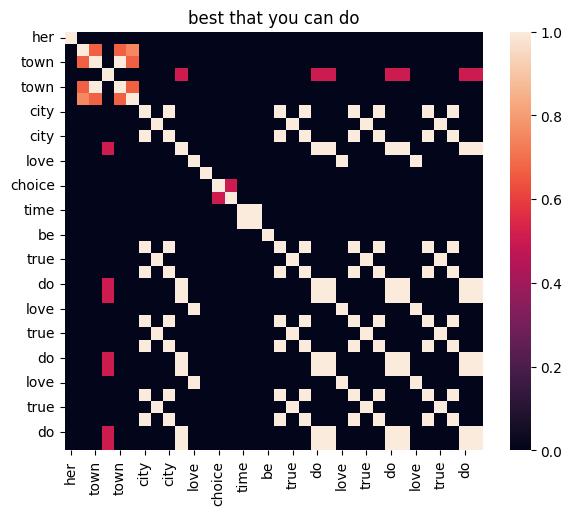 best that you can do
her
town
town
city
city
love
choice
time
be
true
do
love
true
do
love
true
do
1.0
0.8
0.6
0.4
0.2
0.0
her
town
town
city
city
love
choice
time
be
true
do
love
true
do
love
true
do